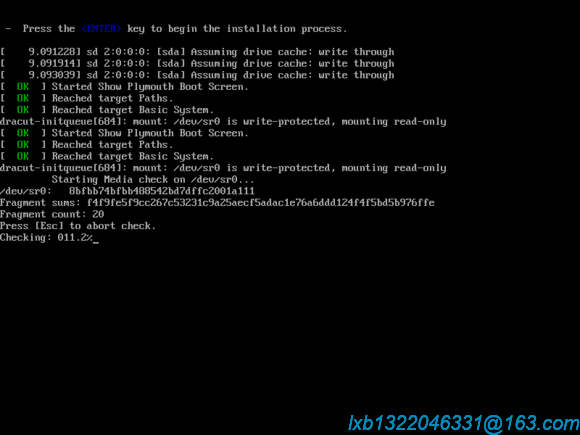 - Press the <ENTER> key to begin the installation process.
[    9.091228] sd 2:0:0:0: [sda] Assuming drive cache: write through
[    9.091914] sd 2:0:0:0: [sda] Assuming drive cache: write through
[    9.093039] sd 2:0:0:0: [sda] Assuming drive cache: write through
[  OK  ] Started Show Plymouth Boot Screen.
[  OK  ] Reached target Paths.
[  OK  ] Reached target Basic System.
dracut-initqueue[684]: mount: /dev/sr0 is write-protected, mounting read-only
[  OK  ] Started Show Plymouth Boot Screen.
[  OK  ] Reached target Paths.
[  OK  ] Reached target Basic System.
dracut-initqueue[684]: mount: /dev/sr0 is write-protected, mounting read-only
         Starting Media check on /dev/sr0...
/dev/sr0:   8bfbb74bfbb488542bd7dffc2001a111
Fragment sums: f4f9fe5f9cc267c53231c9a25aecf5adac1e76a6ddd124f4f5bd5b976ffe
Fragment count: 20
Press [Esc] to abort check.
Checking: 011.2%_
lxb1322046331@163.com